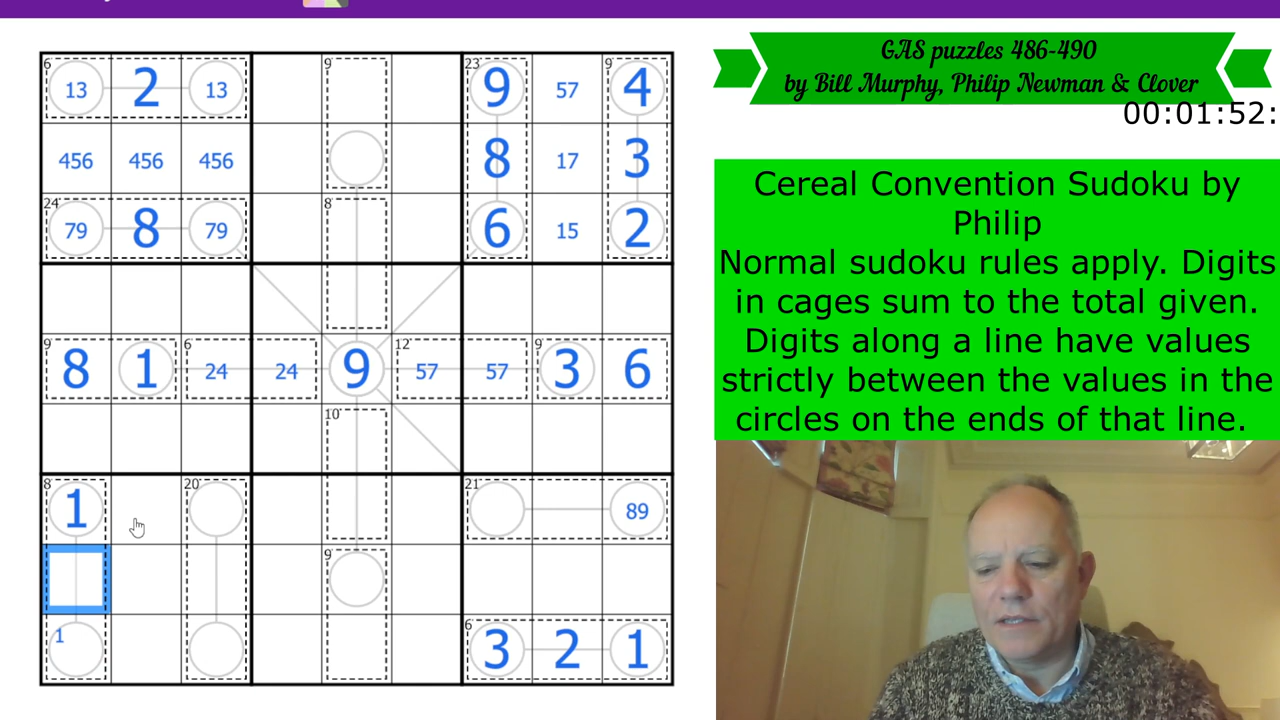 GAS puzzles 486-490
by Bill Murphy, Philip Newman & Clover
00:01:52:
Cereal Convention Sudoku by
Philip
Normal sudoku rules apply. Digits
in cages sum to the total given.
Digits along a line have values
strictly between the values in the
circles on the ends of that line.
6 13 2 13 9 23 9 57 9 4
456 456 456 8 17 3
24 79 8 79 8 6 15 2
9 8 1 6 24 24 9 12 57 57 9 3 6
10
8 1 20 21 89
9
1 6 3 2 1